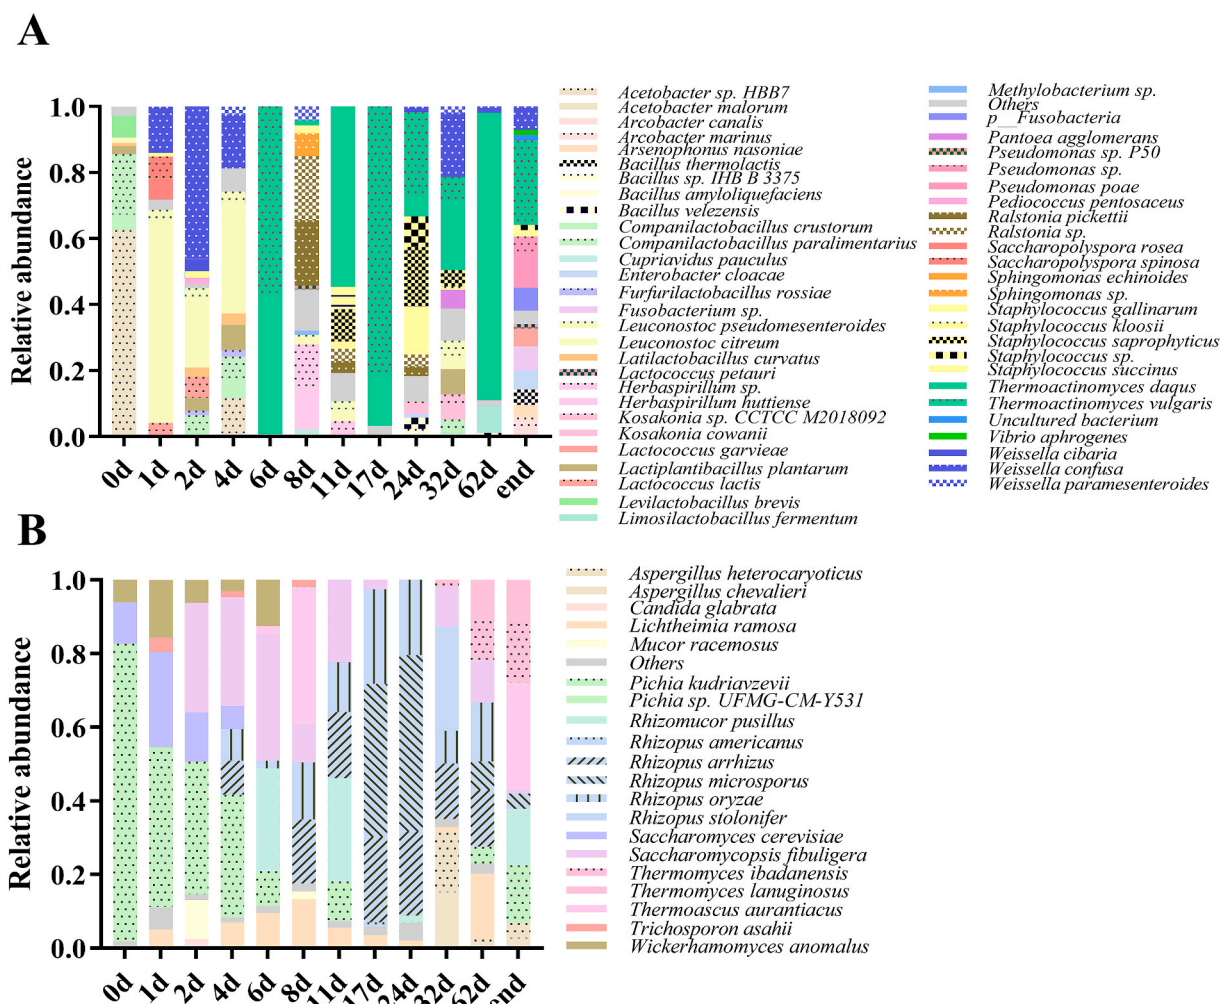 A
Relative abundance
1.0
0.8
0.6
0.4
0.2
0.0
0d
1d
2d
4d
6d
8d
11d
17d
24d
32d
62d
end
Acetobacter sp. HBB7
Acetobacter malorum
Arcobacter canalis
Arcobacter marinus
Arsenophonus nasoniae
Bacillus thermolactis
Bacillus sp. IHB B 3375
Bacillus amyloliquefaciens
Bacillus velezensis
Companilactobacillus crustorum
Companilactobacillus paralimentarius
Cupriavidus pauculus
Enterobacter cloacae
Furfurilactobacillus rossiae
Fusobacterium sp.
Leuconostoc pseudomesenteroides
Leuconostoc citreum
Latilactobacillus curvatus
Lactococcus petauri
Herbaspirillum sp.
Herbaspirillum huttiense
Kosakonia sp. CCTCC M2018092
Kosakonia cowanii
Lactococcus garvieae
Lactiplantibacillus plantarum
Lactococcus lactis
Levilactobacillus brevis
Limosilactobacillus fermentum
Methylobacterium sp.
Others
p__Fusobacteria
Pantoea agglomerans
Pseudomonas sp. P50
Pseudomonas sp.
Pseudomonas poae
Pediococcus pentosaceus
Ralstonia pickettii
Ralstonia sp.
Saccharopolyspora rosea
Saccharopolyspora spinosa
Sphingomonas echinoides
Sphingomonas sp.
Staphylococcus gallinarum
Staphylococcus kloosii
Staphylococcus saprophyticus
Staphylococcus sp.
Staphylococcus succinus
Thermoactinomyces daqus
Thermoactinomyces vulgaris
Uncultured bacterium
Vibrio aphrogenes
Weissella cibaria
Weissella confusa
Weissella paramesenteroides
B
Relative abundance
1.0
0.8
0.6
0.4
0.2
0.0
0d
1d
2d
4d
6d
8d
11d
17d
24d
32d
62d
end
Aspergillus heterocaryoticus
Aspergillus chevalieri
Candida glabrata
Lichtheimia ramosa
Mucor racemosus
Others
Pichia kudriavzevii
Pichia sp. UFMG-CM-Y531
Rhizomucor pusillus
Rhizopus americanus
Rhizopus arrhizus
Rhizopus microsporus
Rhizopus oryzae
Rhizopus stolonifer
Saccharomyces cerevisiae
Saccharomycopsis fibuligera
Thermomyces ibadanensis
Thermomyces lanuginosus
Thermoascus aurantiacus
Trichosporon asahii
Wickerhamomyces anomalus